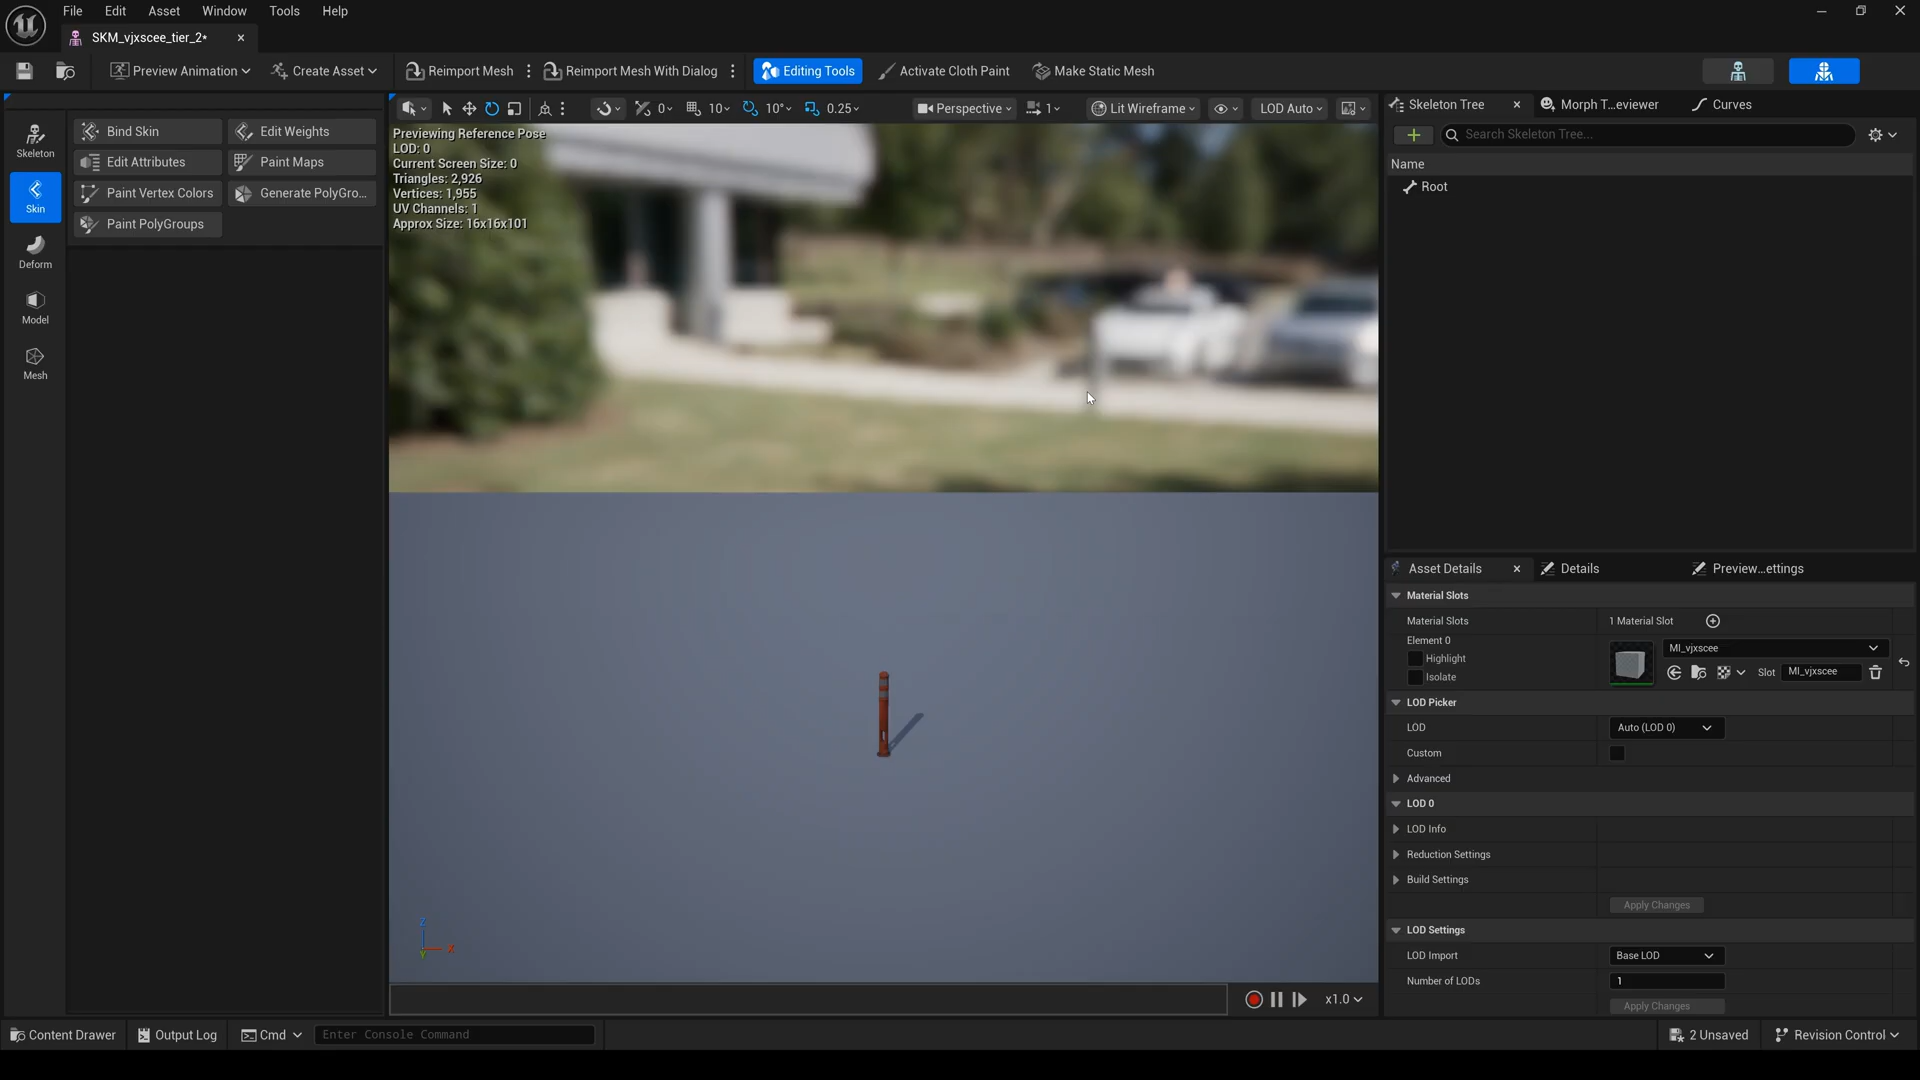 File Edit Asset Window Tools Help
SKM_vjxscee_tier_2*
Preview Animation Create Asset Reimport Mesh Reimport Mesh With Dialog Editing Tools Activate Cloth Paint Make Static Mesh
Skeleton
Skin
Deform
Model
Mesh
Bind Skin Edit Weights
Edit Attributes Paint Maps
Paint Vertex Colors Generate PolyGro...
Paint PolyGroups
0 10 10° 0.25 Perspective 1 Lit Wireframe LOD Auto
Previewing Reference Pose
LOD: 0
Current Screen Size: 0
Triangles: 2,926
Vertices: 1,955
UV Channels: 1
Approx Size: 16x16x101
Z
X
Y
x1.0
Skeleton Tree Morph T...eviewer Curves
Search Skeleton Tree...
Name
Root
Asset Details Details Preview...ettings
Material Slots
Material Slots 1 Material Slot
Element 0
Highlight
Isolate
MI_vjxscee
Slot MI_vjxscee
LOD Picker
LOD Auto (LOD 0)
Custom
Advanced
LOD 0
LOD Info
Reduction Settings
Build Settings
Apply Changes
LOD Settings
LOD Import Base LOD
Number of LODs 1
Apply Changes
Content Drawer Output Log Cmd Enter Console Command 2 Unsaved Revision Control